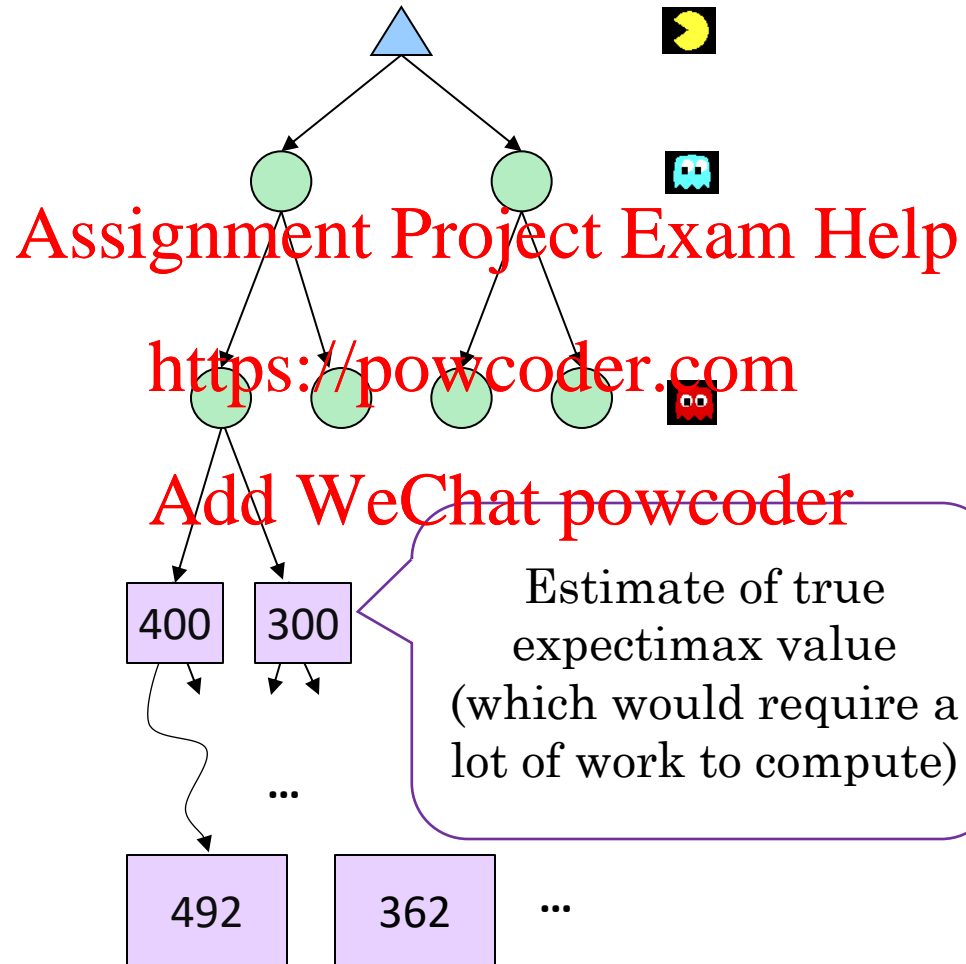 Assignment Project Exam Help
https://powcoder.com
Add WeChat powcoder
400 300
Estimate of true
expectimax value
(which would require a
lot of work to compute)
...
492 362 ...